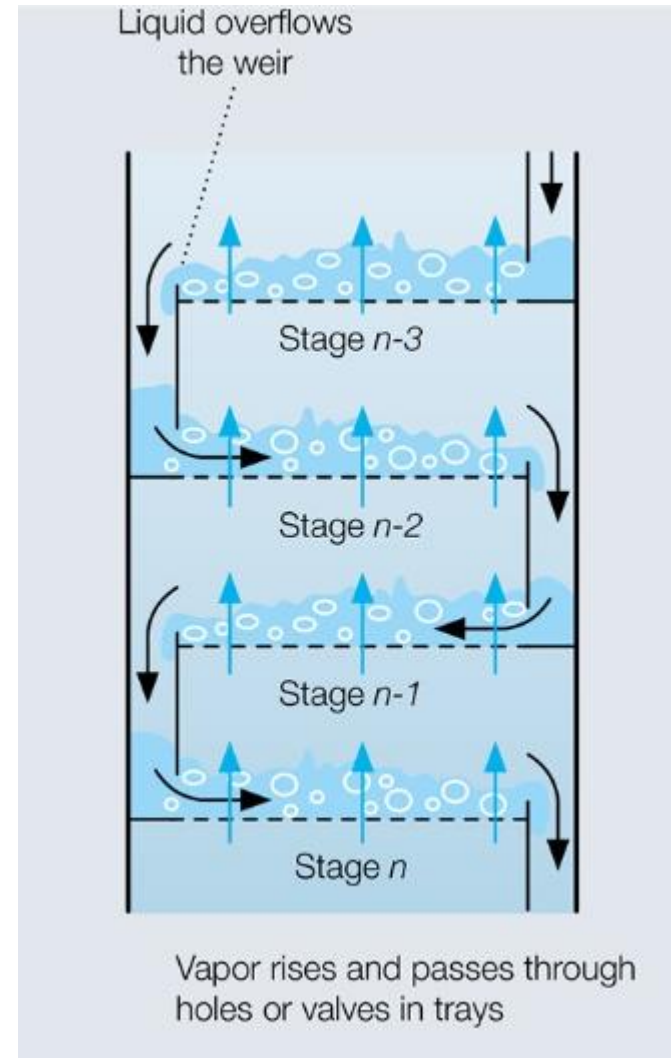 Liquid overflows
the weir
Stage n-3
Stage n-2
Stage n-1
Stage n
Vapor rises and passes through
holes or valves in trays